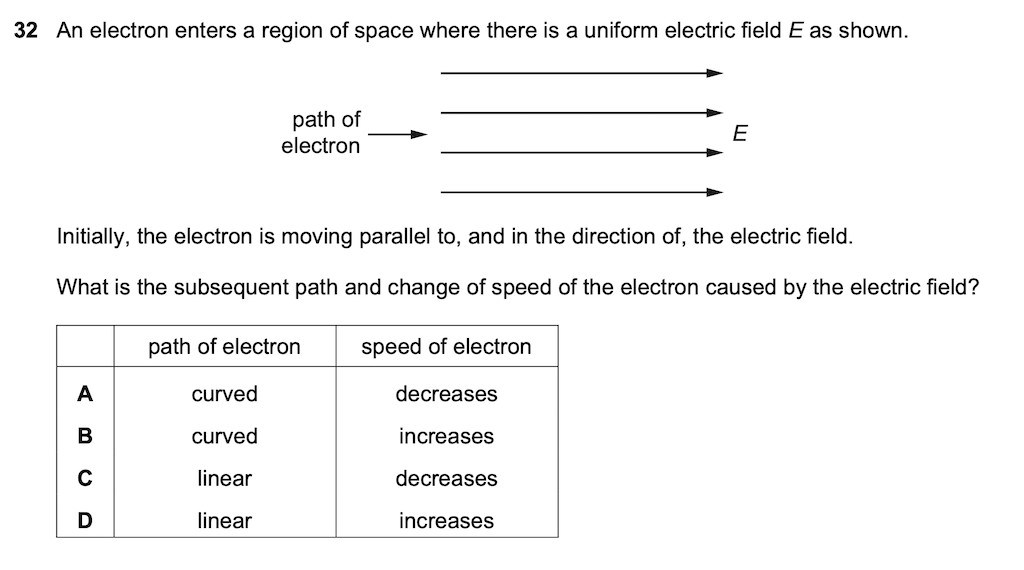 32 An electron enters a region of space where there is a uniform electric field E as shown.
path of
electron
E
Initially, the electron is moving parallel to, and in the direction of, the electric field.
What is the subsequent path and change of speed of the electron caused by the electric field?
path of electron speed of electron
A curved decreases
B curved increases
C linear decreases
D linear increases